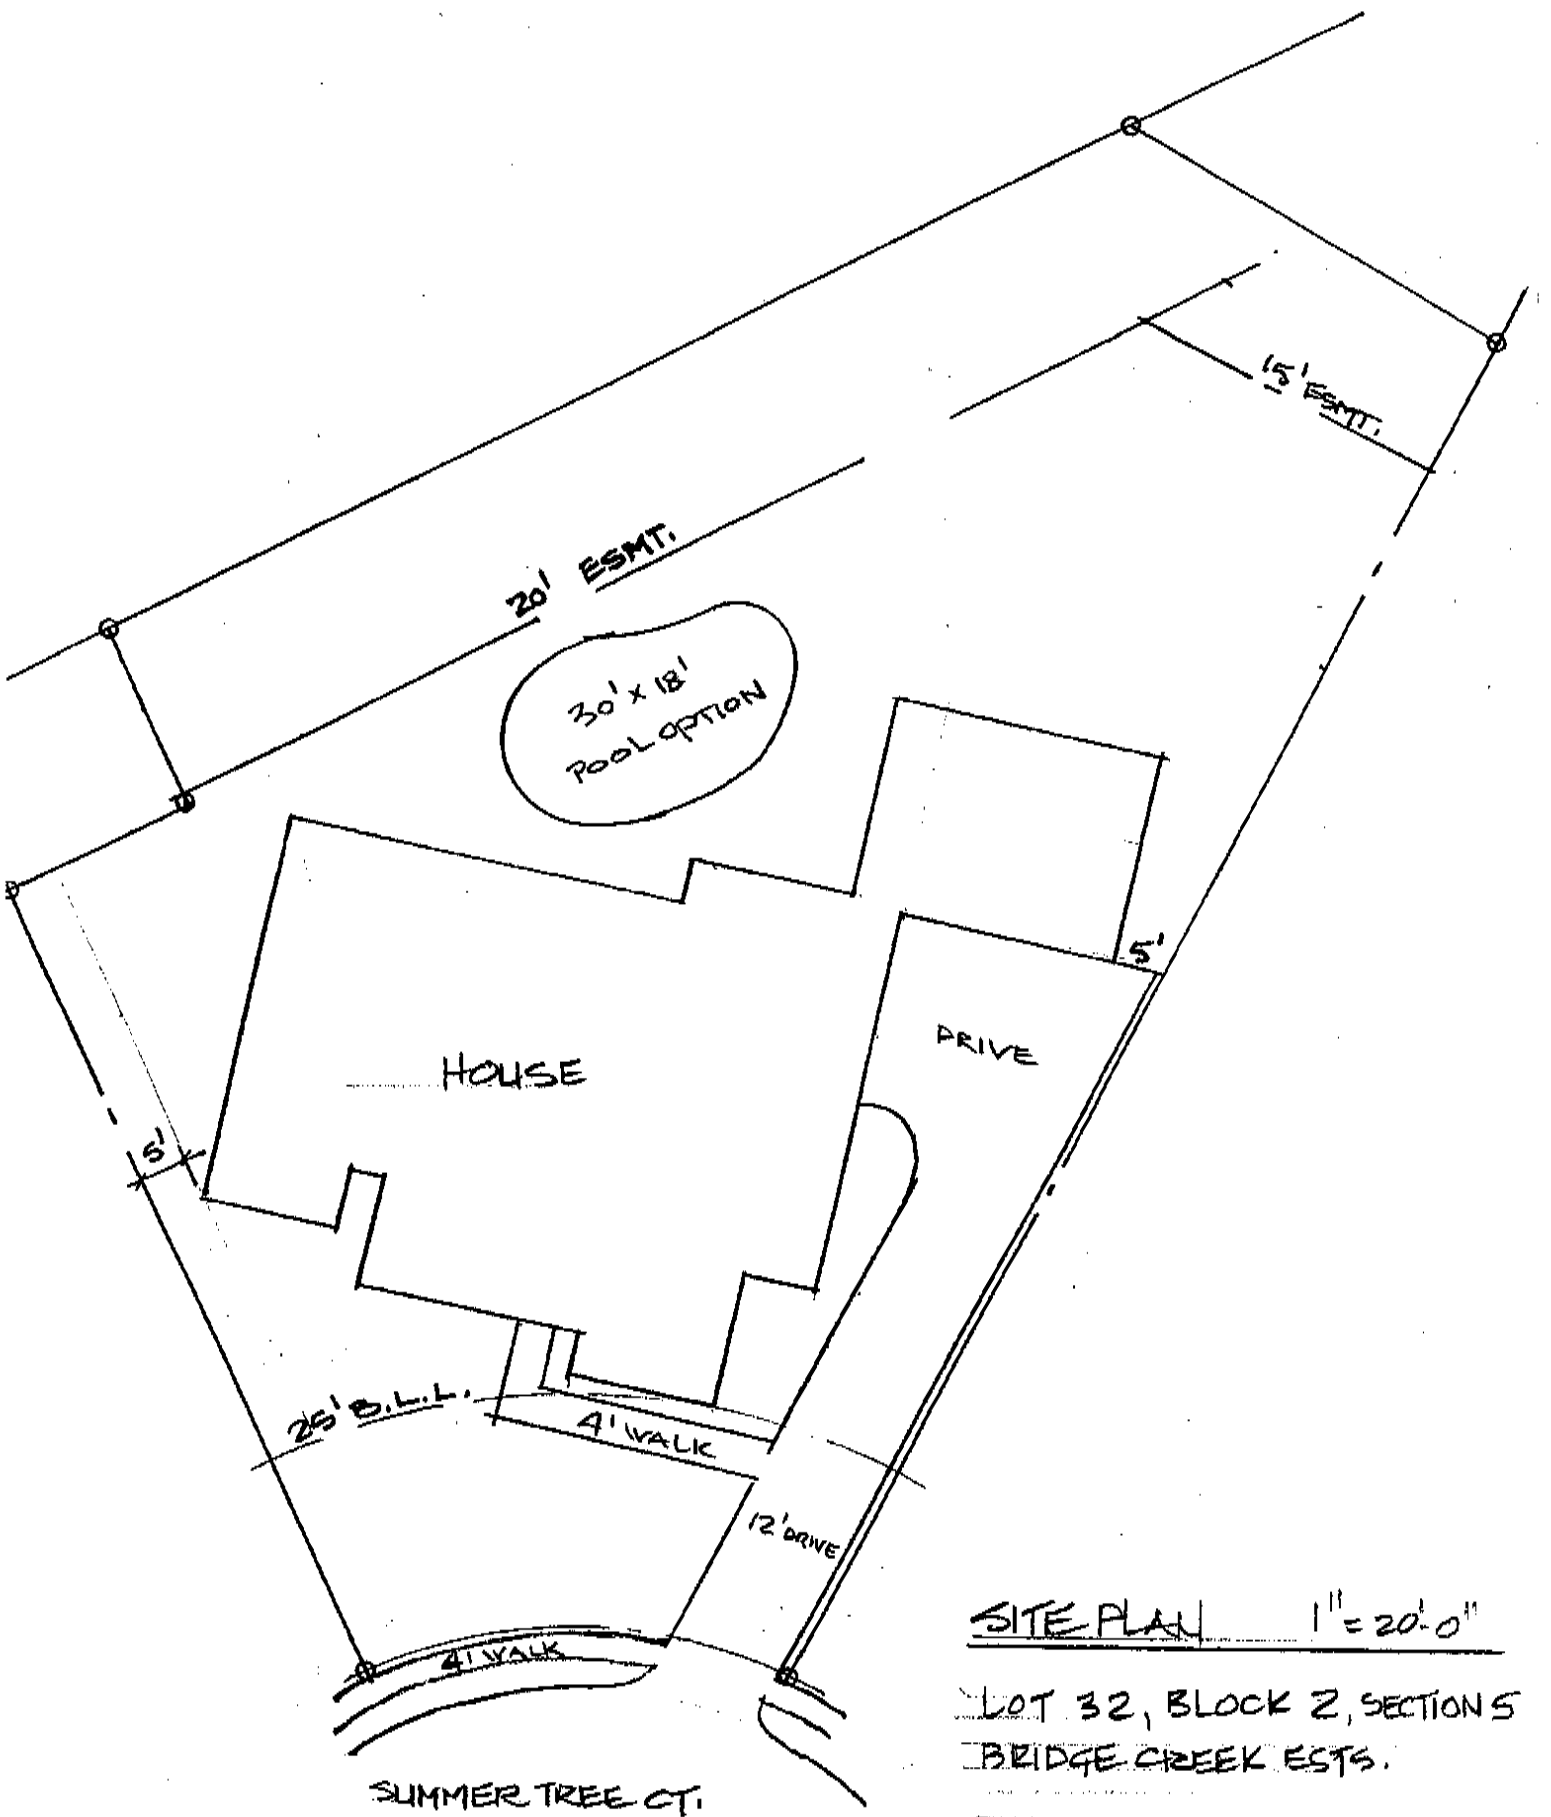 15' ESMT.
20' ESMT.
30' x 18'
POOL OPTION
5'
DRIVE
HOUSE
5'
25' B.L.L.
4' WALK
12' DRIVE
4' WALK
SITE PLAN 1" = 20'-0"
LOT 32, BLOCK 2, SECTION 5
BRIDGE CREEK ESTS.
SUMMER TREE CT.